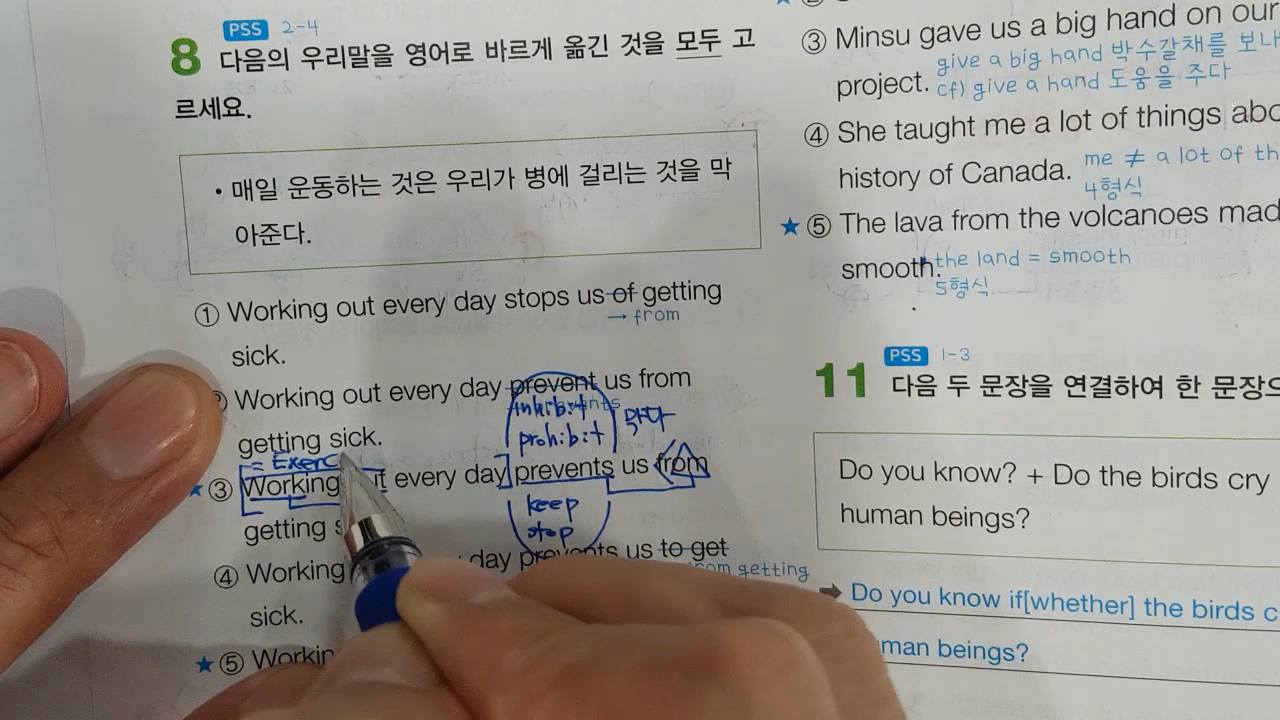 PSS 2-4
8 다음의 우리말을 영어로 바르게 옮긴 것을 모두 고
르세요.
• 매일 운동하는 것은 우리가 병에 걸리는 것을 막
아준다.
① Working out every day stops us of getting
→ from
sick.
Working out every day prevent us from
inhibit
prohibit 막다
getting sick.
= Exerc
★ ③ Working every day prevents us from
keep
getting
stop
④ Working day prevents us to get
from getting
sick.
★ ⑤ Workin
③ Minsu gave us a big hand on our
give a big hand 박수갈채를 보내
project. cf) give a hand 도움을 주다
④ She taught me a lot of things abo
history of Canada. me ≠ a lot of th
4형식
★ ⑤ The lava from the volcanoes mad
smooth. the land = smooth
5형식
PSS 1-3
11 다음 두 문장을 연결하여 한 문장으
Do you know? + Do the birds cry
human beings?
➡ Do you know if[whether] the birds c
man beings?